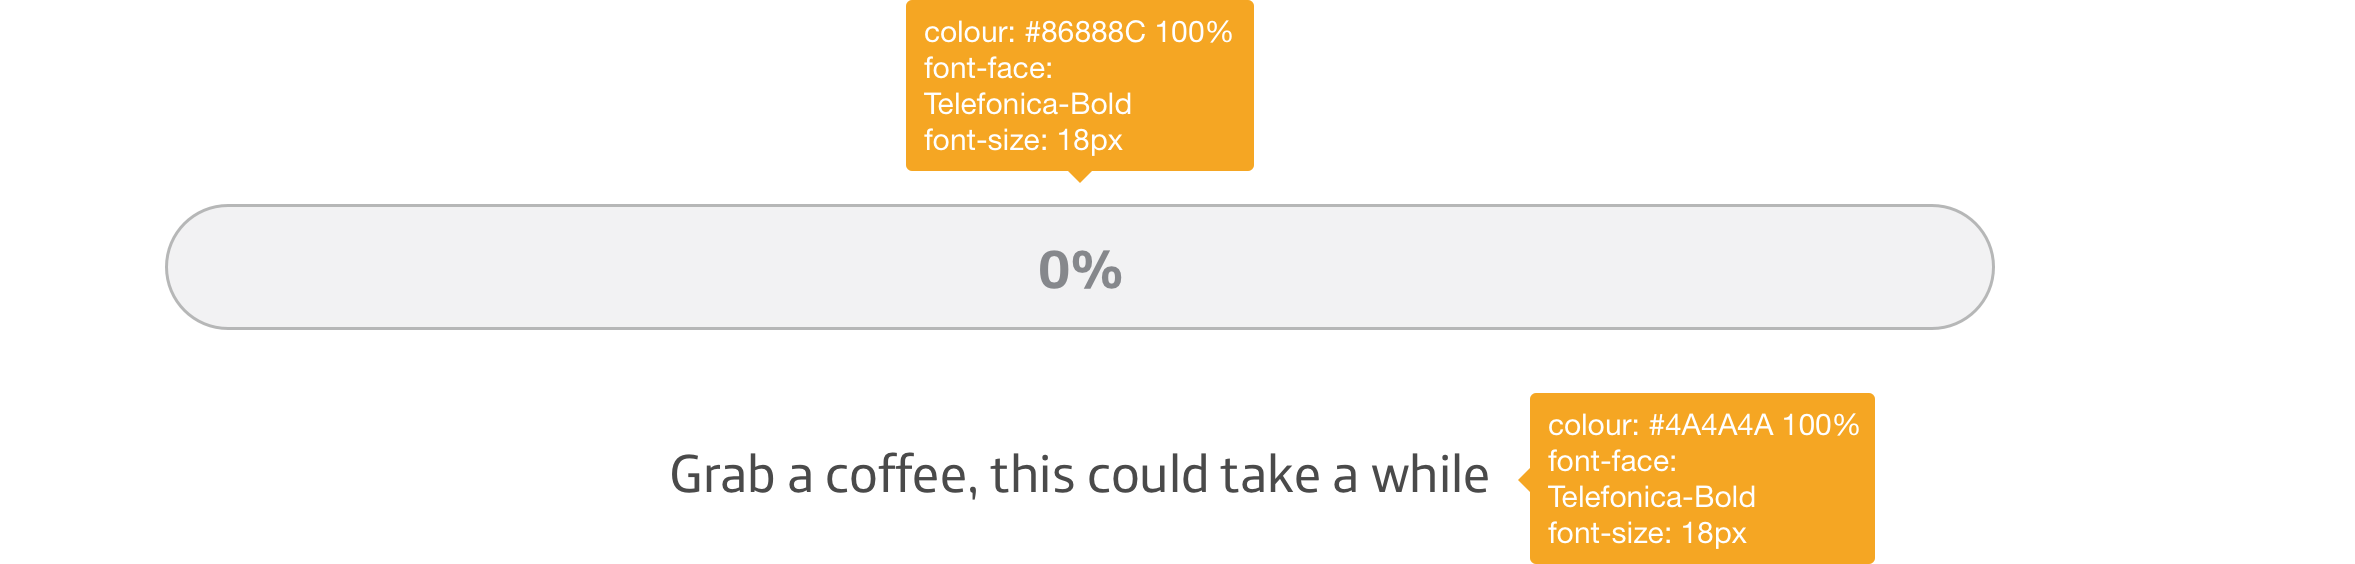 colour: #86888C 100%
font-face:
Telefonica-Bold
font-size: 18px
0%
Grab a coffee, this could take a while
colour: #4A4A4A 100%
font-face:
Telefonica-Bold
font-size: 18px